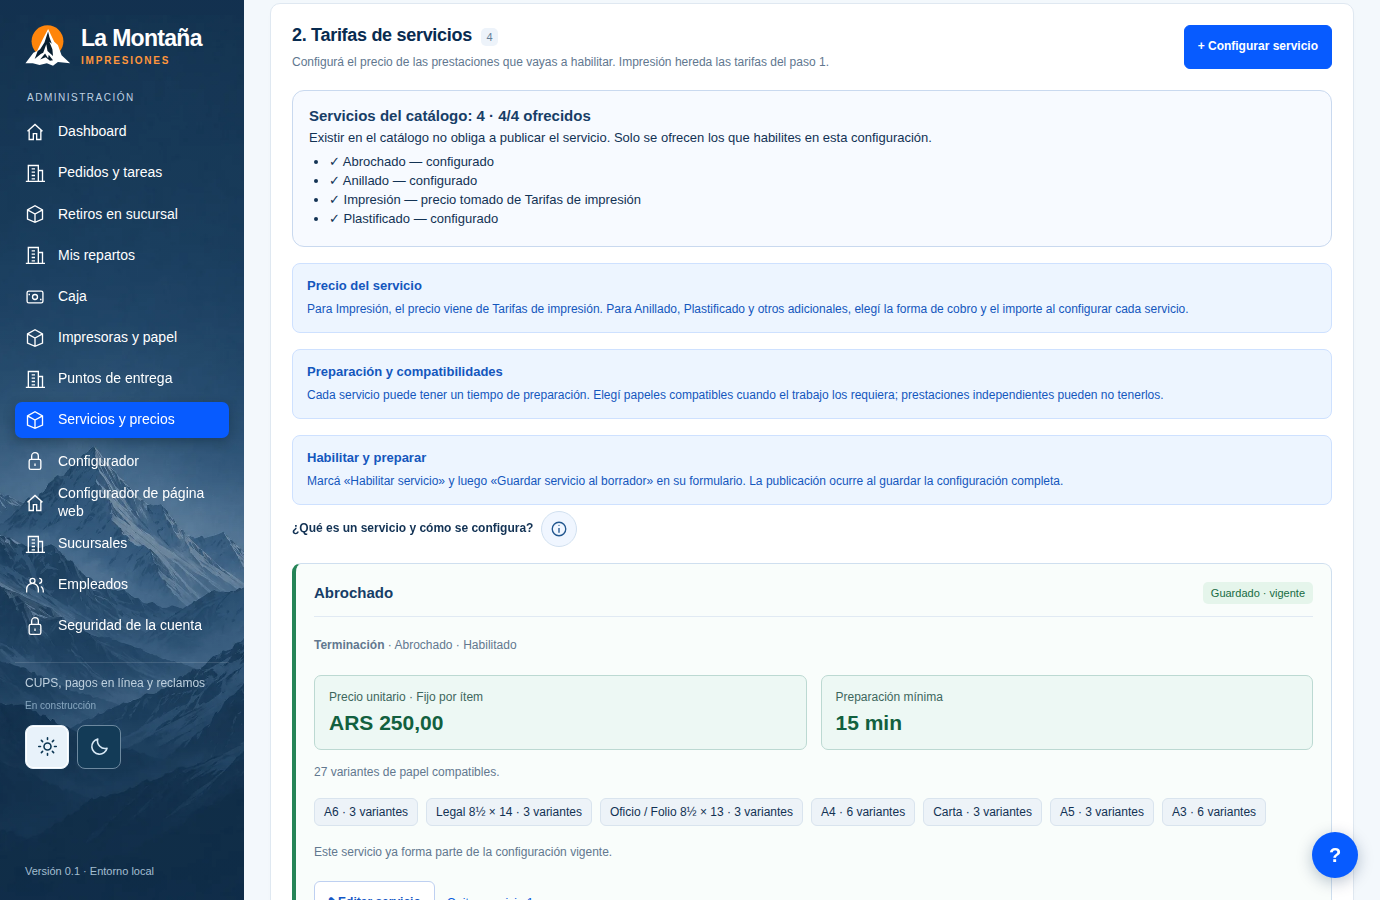 La Montaña
IMPRESIONES
ADMINISTRACIÓN
Dashboard
Pedidos y tareas
Retiros en sucursal
Mis repartos
Caja
Impresoras y papel
Puntos de entrega
Servicios y precios
Configurador
Configurador de página
web
Sucursales
Empleados
Seguridad de la cuenta
CUPS, pagos en línea y reclamos
En construcción
Versión 0.1 · Entorno local
2. Tarifas de servicios 4
Configurá el precio de las prestaciones que vayas a habilitar. Impresión hereda las tarifas del paso 1.
+ Configurar servicio
Servicios del catálogo: 4 · 4/4 ofrecidos
Existir en el catálogo no obliga a publicar el servicio. Solo se ofrecen los que habilites en esta configuración.
• ✓ Abrochado — configurado
• ✓ Anillado — configurado
• ✓ Impresión — precio tomado de Tarifas de impresión
• ✓ Plastificado — configurado
Precio del servicio
Para Impresión, el precio viene de Tarifas de impresión. Para Anillado, Plastificado y otros adicionales, elegí la forma de cobro y el importe al configurar cada servicio.
Preparación y compatibilidades
Cada servicio puede tener un tiempo de preparación. Elegí papeles compatibles cuando el trabajo los requiera; prestaciones independientes pueden no tenerlos.
Habilitar y preparar
Marcá «Habilitar servicio» y luego «Guardar servicio al borrador» en su formulario. La publicación ocurre al guardar la configuración completa.
¿Qué es un servicio y cómo se configura?
Abrochado
Guardado · vigente
Terminación · Abrochado · Habilitado
Precio unitario · Fijo por ítem
ARS 250,00
Preparación mínima
15 min
27 variantes de papel compatibles.
A6 · 3 variantes
Legal 8½ × 14 · 3 variantes
Oficio / Folio 8½ × 13 · 3 variantes
A4 · 6 variantes
Carta · 3 variantes
A5 · 3 variantes
A3 · 6 variantes
Este servicio ya forma parte de la configuración vigente.
?